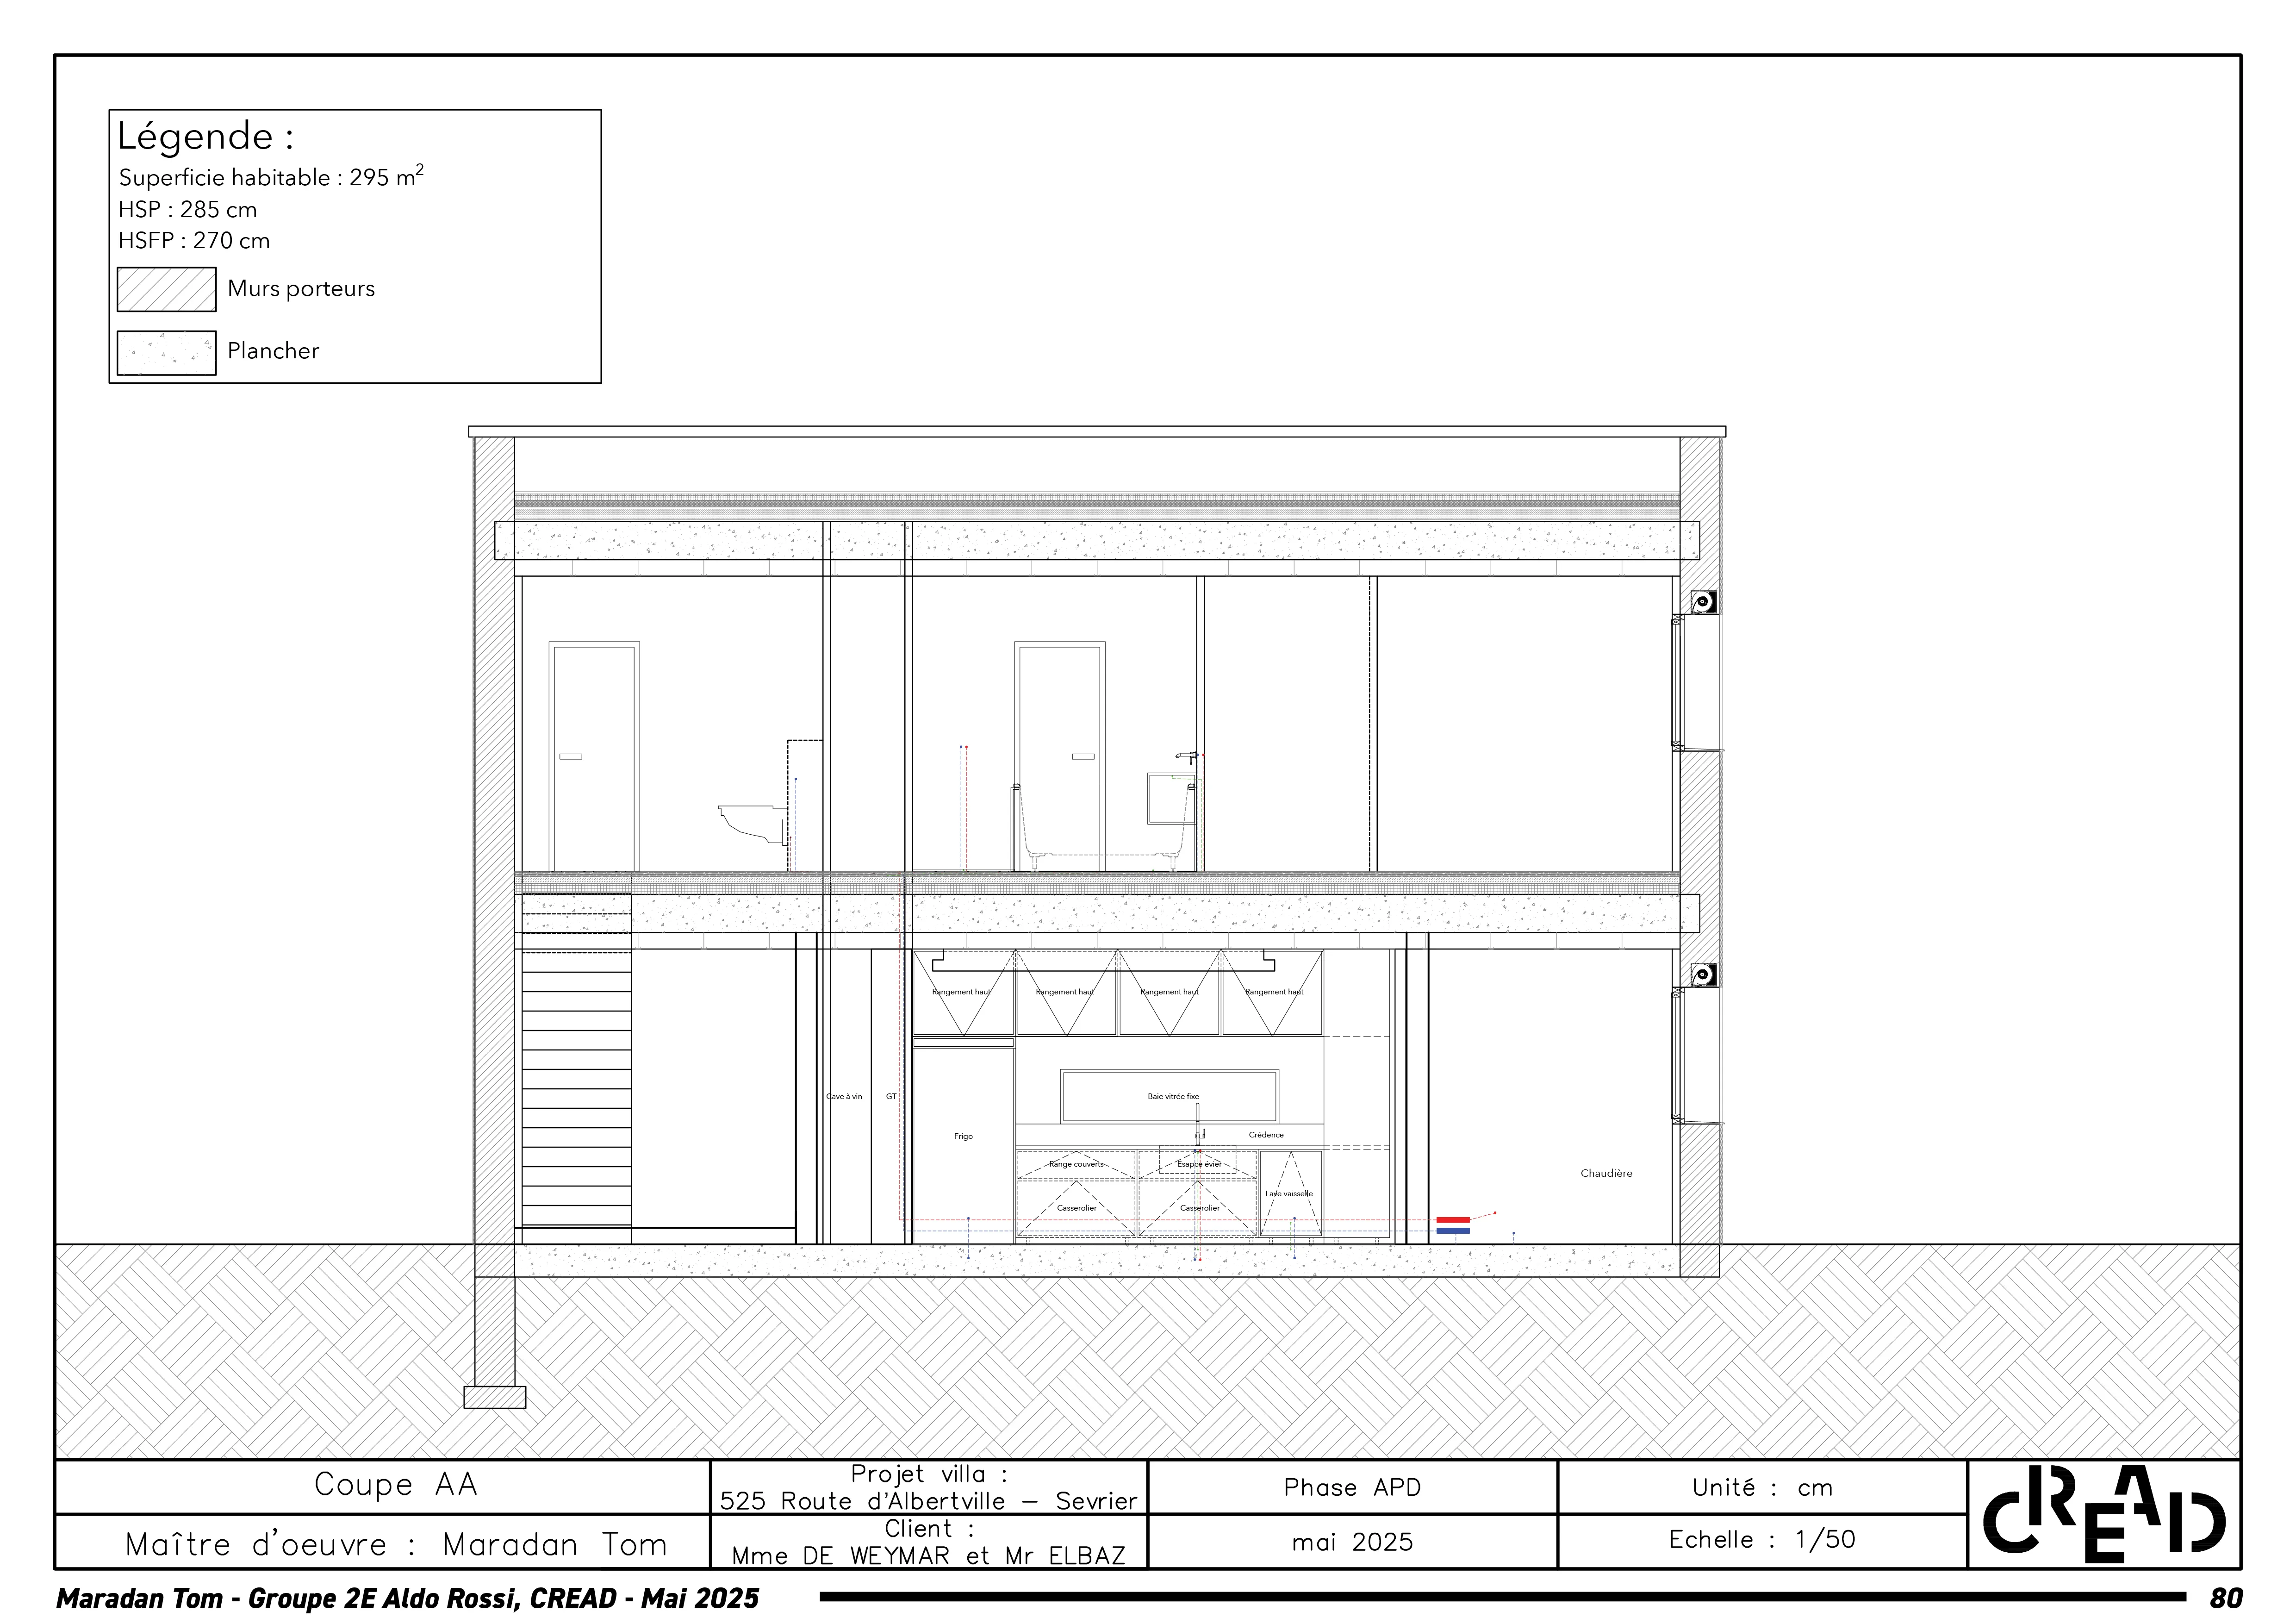 Légende :
Superficie habitable : 295 m²
HSP : 285 cm
HSFP : 270 cm
Murs porteurs
Plancher
Rangement haut
Rangement haut
Rangement haut
Rangement haut
Cave à vin
GT
Baie vitrée fixe
Frigo
Crédence
Range couverts
Esapce évier
Chaudière
Lave vaisselle
Casserolier
Casserolier
Coupe AA
Projet villa :
525 Route d'Albertville – Sevrier
Phase APD
Unité : cm
Maître d'oeuvre : Maradan Tom
Client :
Mme DE WEYMAR et Mr ELBAZ
mai 2025
Echelle : 1/50
CREAD
Maradan Tom - Groupe 2E Aldo Rossi, CREAD - Mai 2025
80